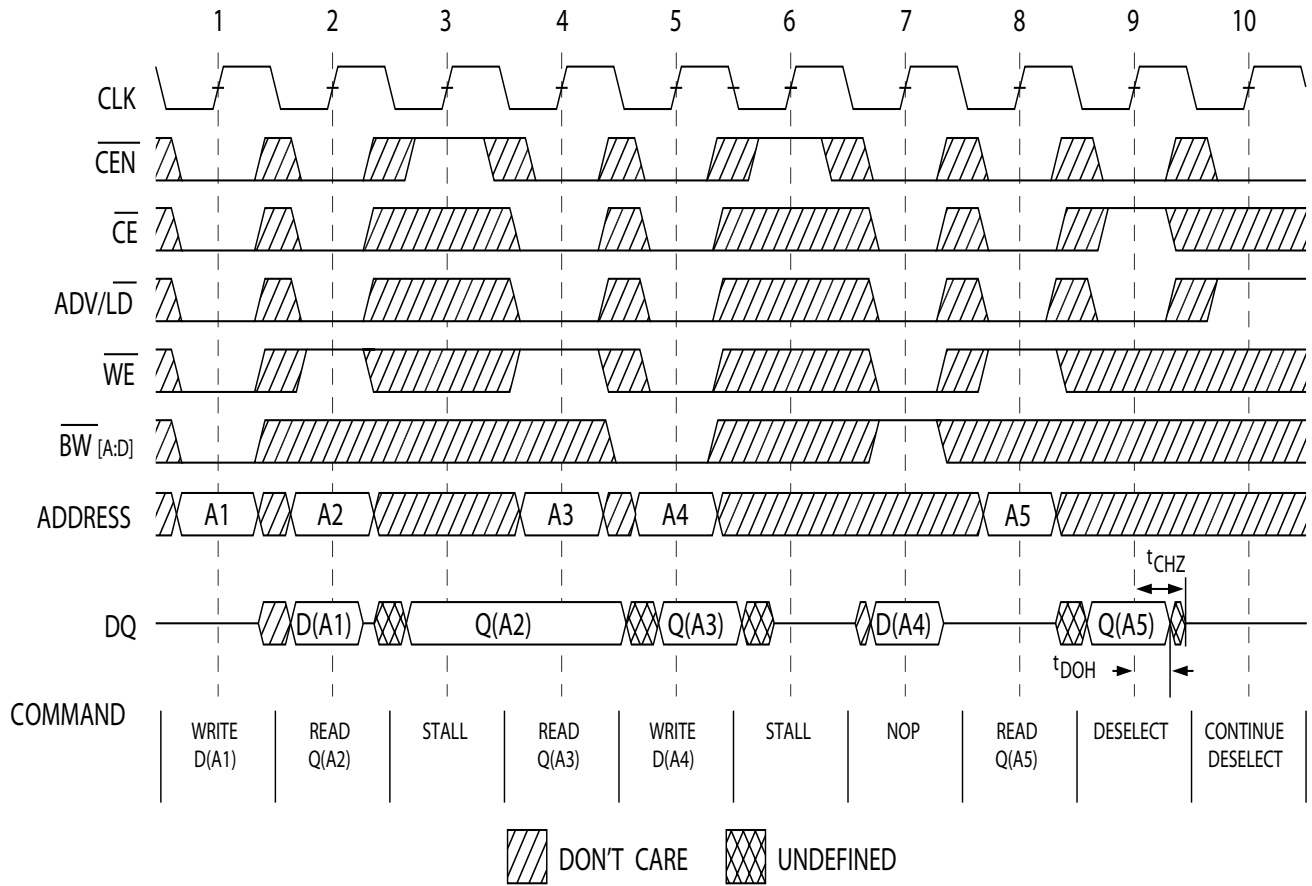 1 2 3 4 5 6 7 8 9 10
CLK
CEN
CE
ADV/LD
WE
BW [A:D]
ADDRESS A1 A2 A3 A4 A5
tCHZ
DQ D(A1) Q(A2) Q(A3) D(A4) Q(A5)
tDOH
COMMAND
WRITE READ STALL READ WRITE STALL NOP READ DESELECT CONTINUE
D(A1) Q(A2) Q(A3) D(A4) Q(A5) DESELECT
DON'T CARE UNDEFINED